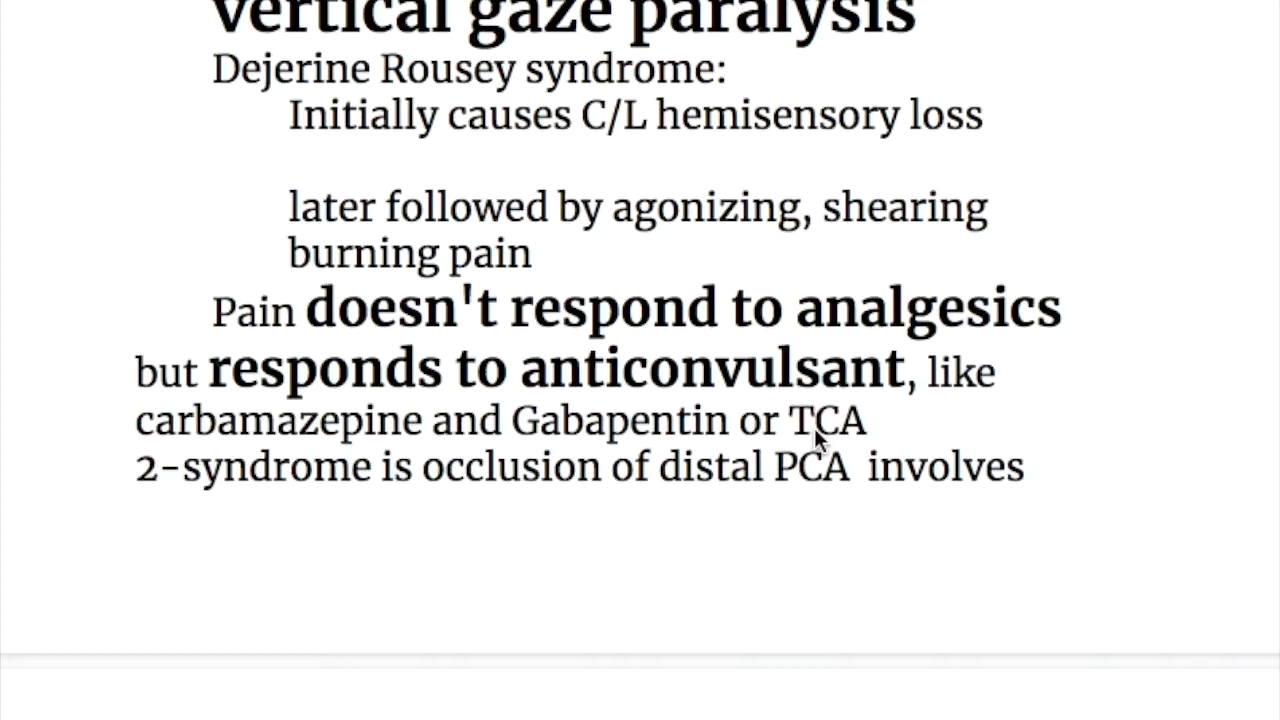 vertical gaze paralysis
Dejerine Rousey syndrome:
Initially causes C/L hemisensory loss
later followed by agonizing, shearing
burning pain
Pain doesn't respond to analgesics
but responds to anticonvulsant, like
carbamazepine and Gabapentin or TCA
2-syndrome is occlusion of distal PCA involves